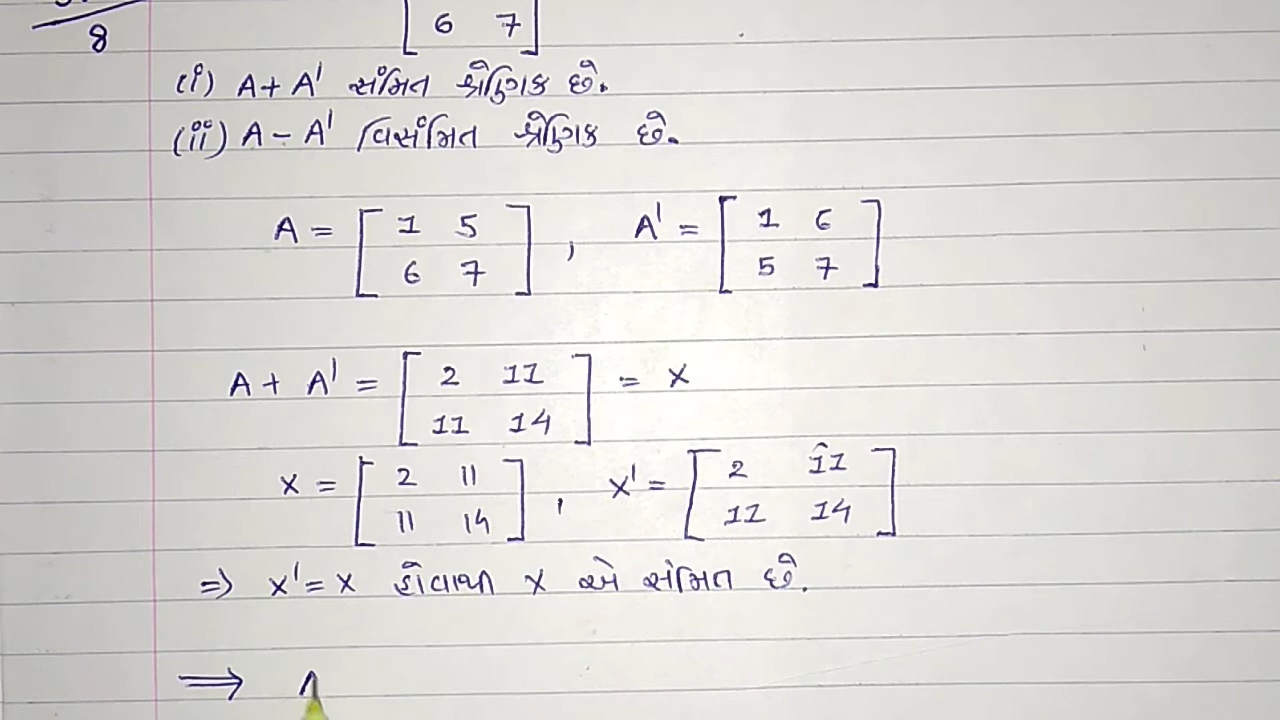 8 [ 6 7 ]
(i) A + A' સંમિત શ્રેણિક છે.
(ii) A - A' વિસંમિત શ્રેણિક છે.
A = [ 1 5 ] , A' = [ 1 6 ]
[ 6 7 ] [ 5 7 ]
A + A' = [ 2 11 ] = X
[ 11 14 ]
X = [ 2 11 ] , X' = [ 2 11 ]
[ 11 14 ] [ 11 14 ]
=> X' = X હોવાથી X એ સંમિત છે.
=>